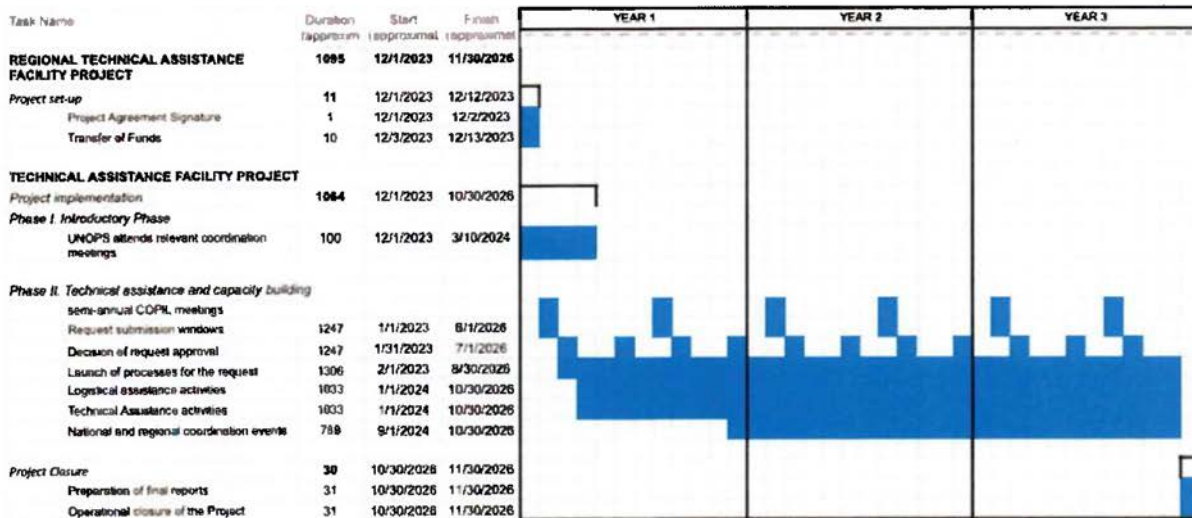 Task Name Duration Start Finish YEAR 1 YEAR 2 YEAR 3
(approxim (approximat (approximat
REGIONAL TECHNICAL ASSISTANCE 1095 12/1/2023 11/30/2026
FACILITY PROJECT
Project set-up 11 12/1/2023 12/12/2023
Project Agreement Signature 1 12/1/2023 12/2/2023
Transfer of Funds 10 12/3/2023 12/13/2023
TECHNICAL ASSISTANCE FACILITY PROJECT
Project implementation 1064 12/1/2023 10/30/2026
Phase I. Introductory Phase
UNOPS attends relevant coordination 100 12/1/2023 3/10/2024
meetings
Phase II. Technical assistance and capacity building
semi-annual COPIL meetings
Request submission windows 1247 1/1/2023 6/1/2026
Decision of request approval 1247 1/31/2023 7/1/2026
Launch of processes for the request 1306 2/1/2023 8/30/2026
Logistical assistance activities 1033 1/1/2024 10/30/2026
Technical Assistance activities 1033 1/1/2024 10/30/2026
National and regional coordination events 789 9/1/2024 10/30/2026
Project Closure 30 10/30/2026 11/30/2026
Preparation of final reports 31 10/30/2026 11/30/2026
Operational closure of the Project 31 10/30/2026 11/30/2026